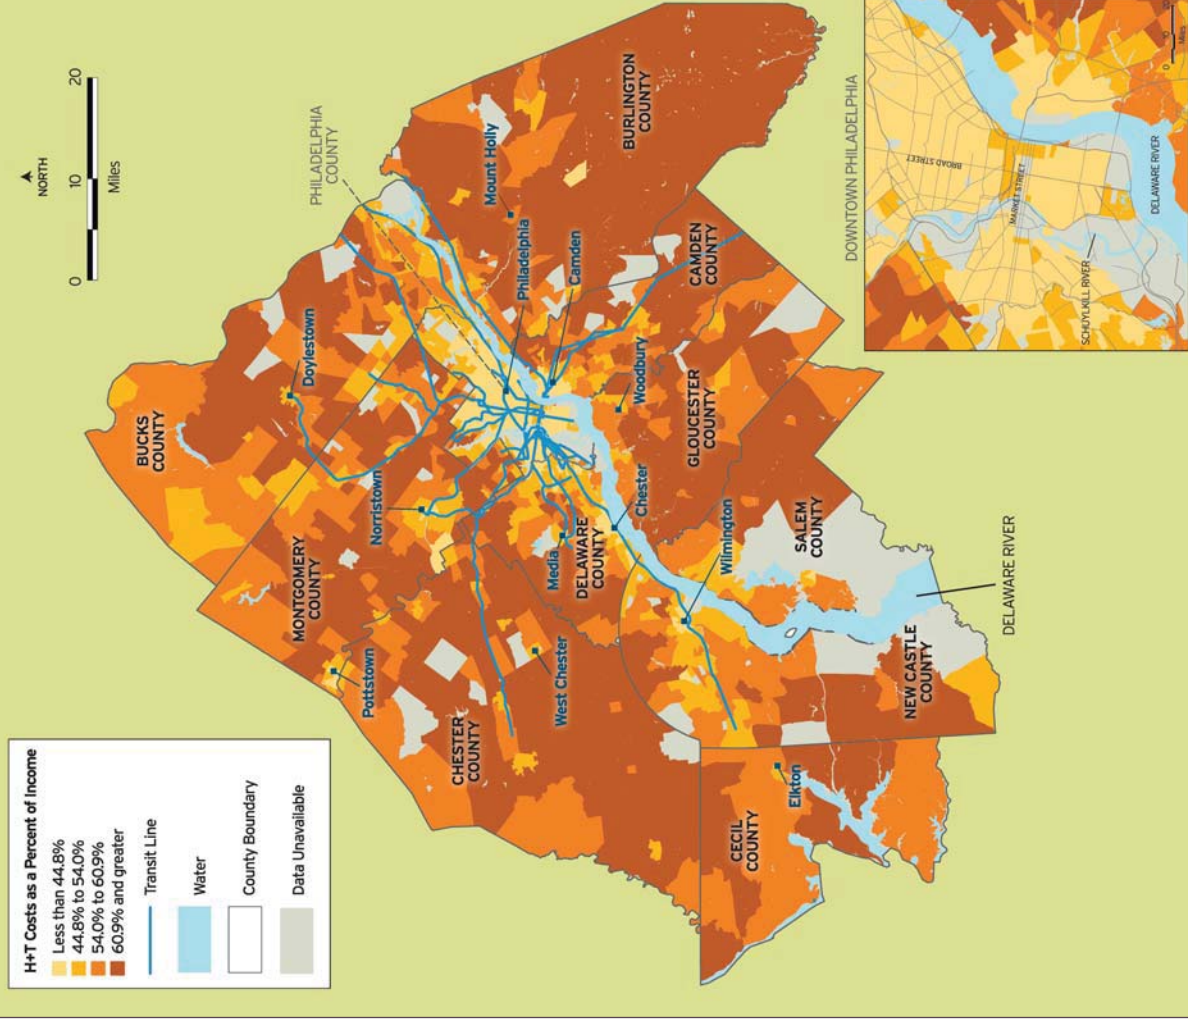 H+T Costs as a Percent of Income
Less than 44.8%
44.8% to 54.0%
54.0% to 60.9%
60.9% and greater
Transit Line
Water
County Boundary
Data Unavailable
NORTH
0 10 20
Miles
BUCKS
COUNTY
Doylestown
PHILADELPHIA
COUNTY
MONTGOMERY
COUNTY
Norristown
Pottstown
Mount Holly
BURLINGTON
COUNTY
Philadelphia
Camden
CAMDEN
COUNTY
CHESTER
COUNTY
West Chester
Media
DELAWARE
COUNTY
Chester
Woodbury
GLOUCESTER
COUNTY
Wilmington
SALEM
COUNTY
CECIL
COUNTY
Elkton
NEW CASTLE
COUNTY
DELAWARE RIVER
DOWNTOWN PHILADELPHIA
BROAD STREET
MARKET STREET
SCHUYLKILL RIVER
DELAWARE RIVER
0 10 20
Miles